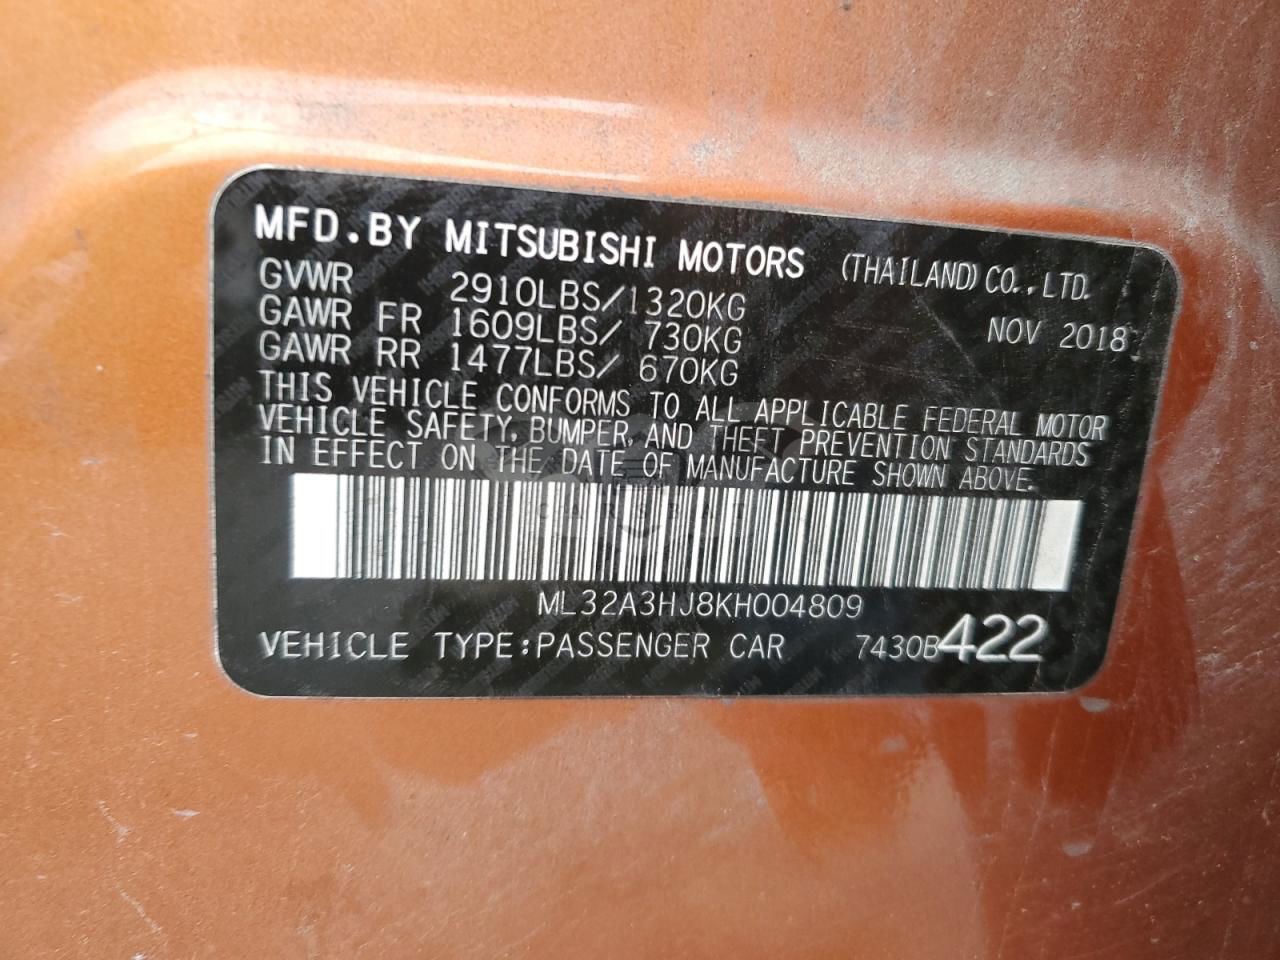 MFD.BY MITSUBISHI MOTORS (THAILAND) CO., LTD.
GVWR 2910LBS/1320KG NOV 2018
GAWR FR 1609LBS/ 730KG
GAWR RR 1477LBS/ 670KG
THIS VEHICLE CONFORMS TO ALL APPLICABLE FEDERAL MOTOR
VEHICLE SAFETY, BUMPER, AND THEFT PREVENTION STANDARDS
IN EFFECT ON THE DATE OF MANUFACTURE SHOWN ABOVE.
ML32A3HJ8KH004809
VEHICLE TYPE:PASSENGER CAR 7430B422